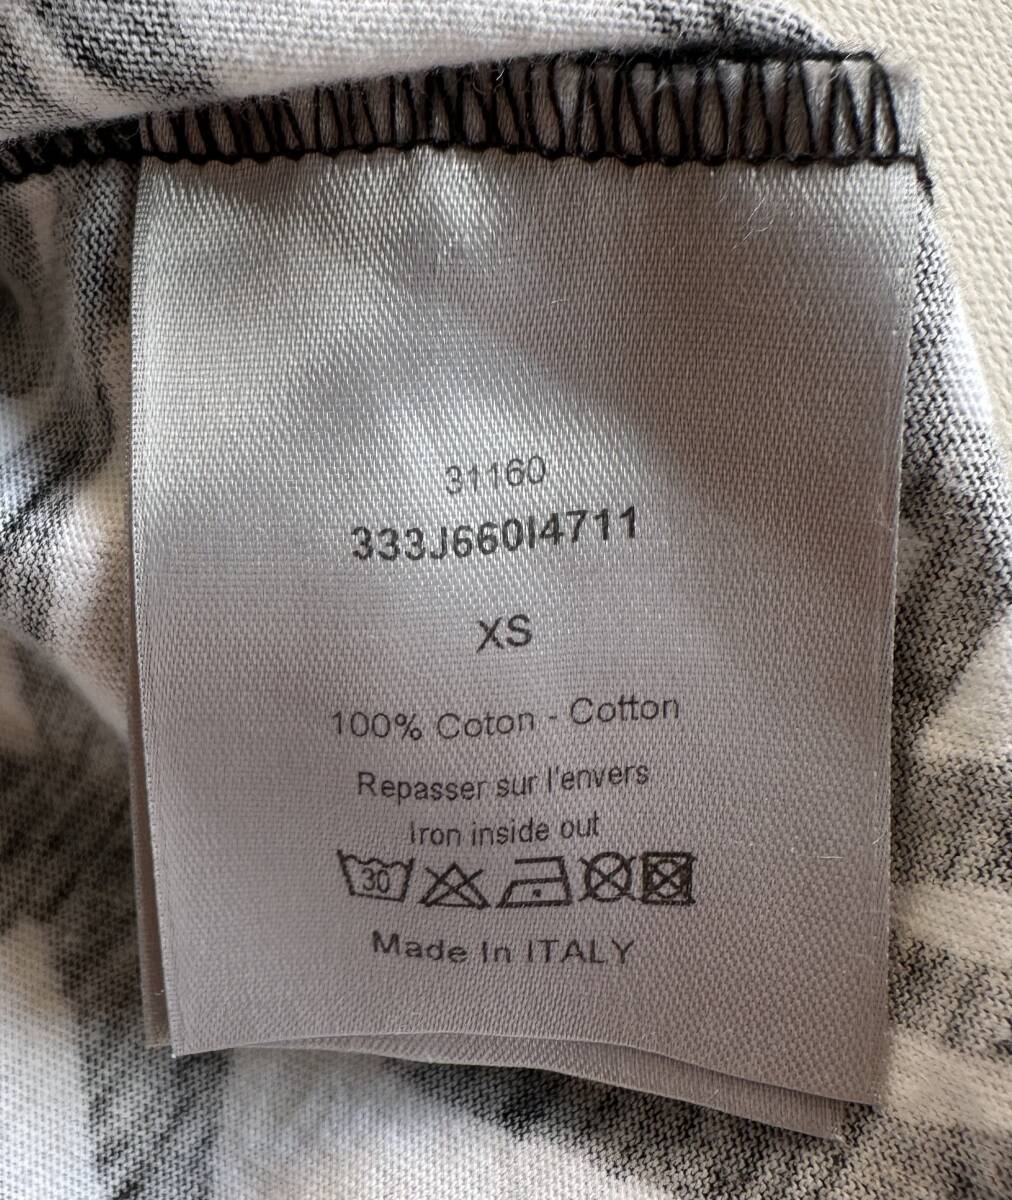 31160
333J660I4711
XS
100% Coton - Cotton
Repasser sur l'envers
Iron inside out
30
Made In ITALY